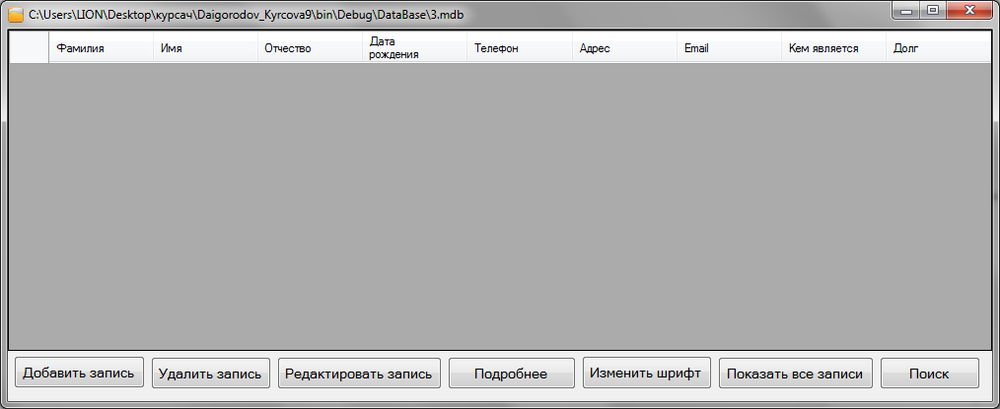 C:\Users\LION\Desktop\курсач\Daigorodov_Kyrcova9\bin\Debug\DataBase\3.mdb
Фамилия Имя Отчество Дата рождения Телефон Адрес Email Кем является Долг
Добавить запись Удалить запись Редактировать запись Подробнее Изменить шрифт Показать все записи Поиск